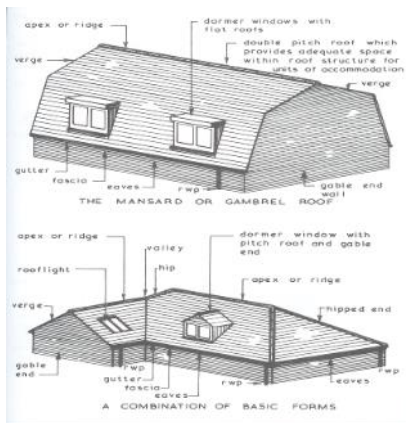 apex or ridge
dormer windows with
flat roofs
double pitch roof which
provides adequate space
within roof structure for
units of accommodation
verge
verge
gutter
fascia
eaves
rwp
gable end
wall
THE MANSARD OR GAMBREL ROOF
apex or ridge
valley
hip
dormer window with
pitch roof and gable
end
rooflight
apex or ridge
verge
hipped end
gable
end
rwp
gutter
fascia
eaves
rwp
eaves
rwp
A COMBINATION OF BASIC FORMS